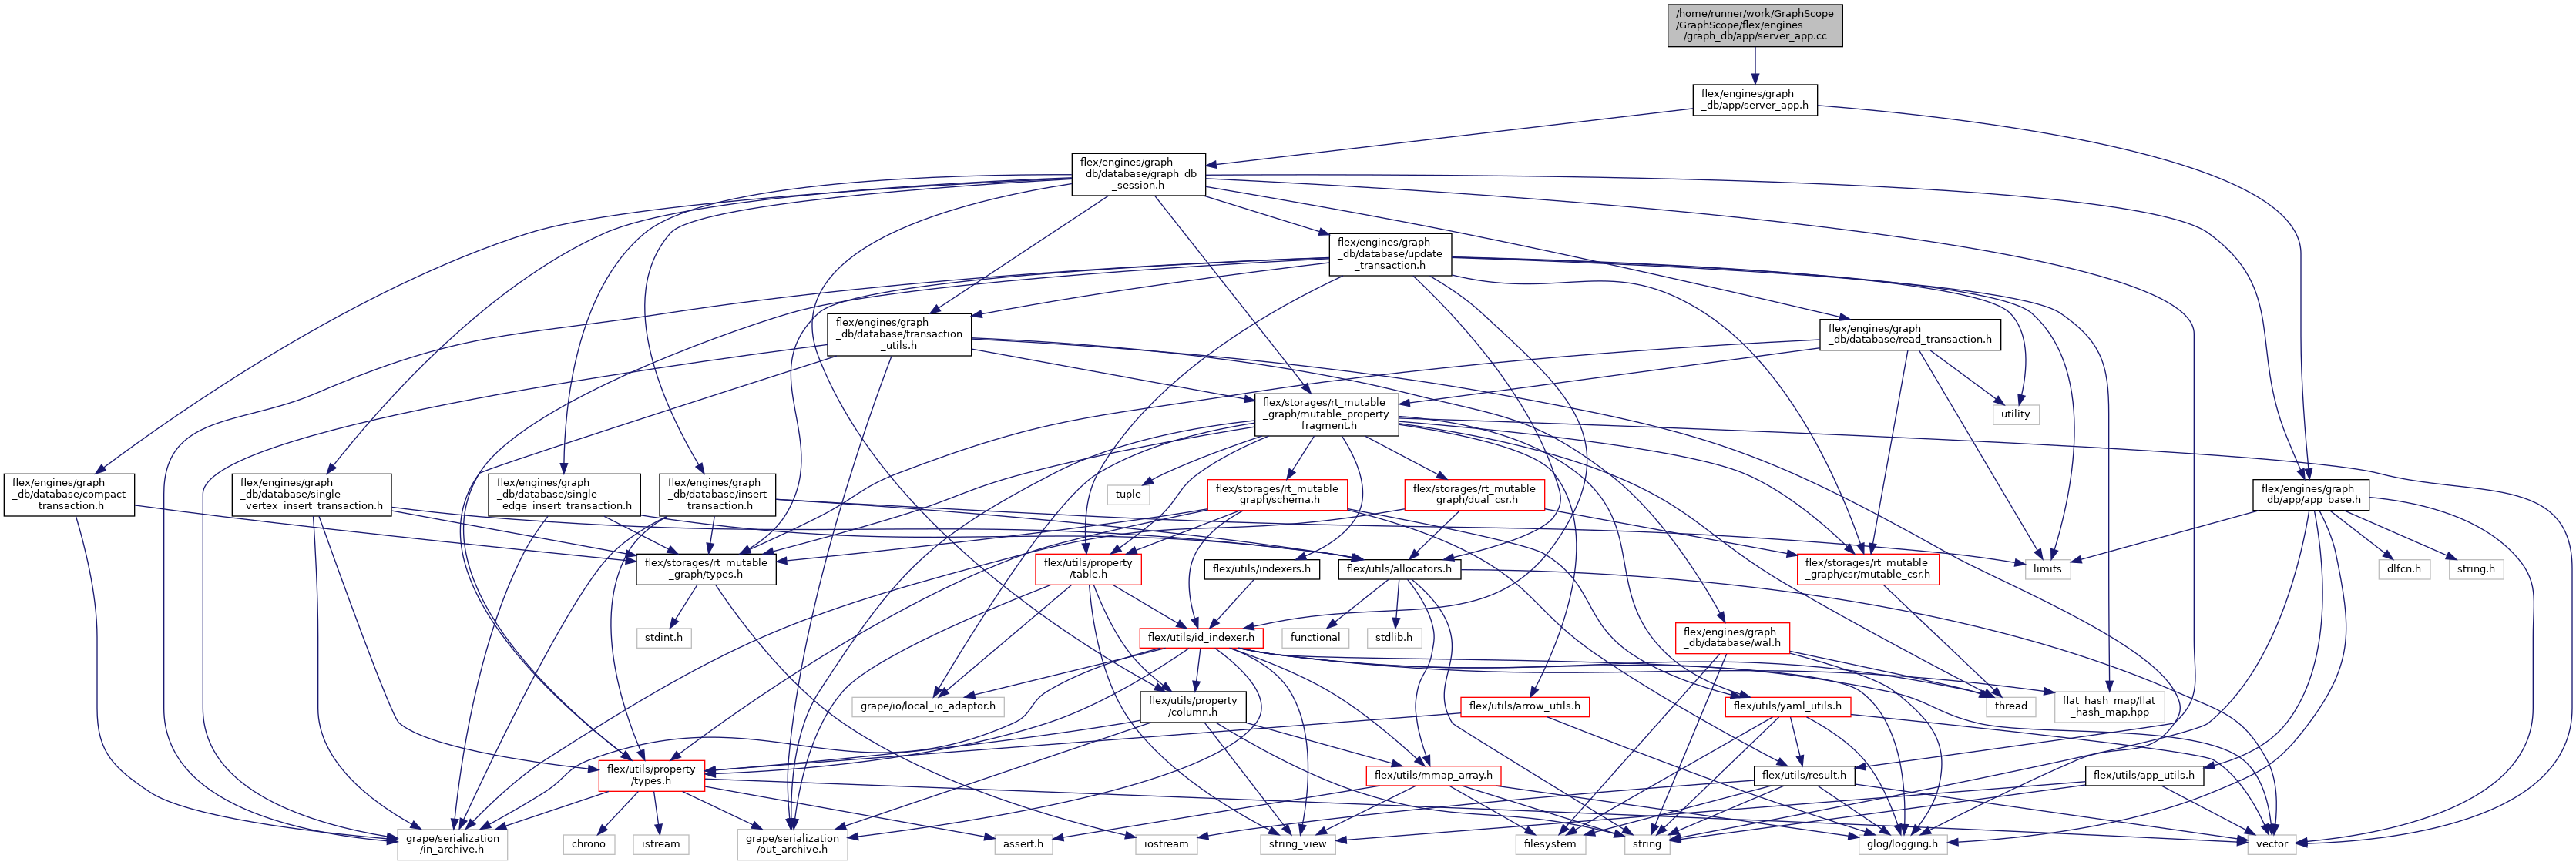 /home/runner/work/GraphScope
/GraphScope/flex/engines
/graph_db/app/server_app.cc
flex/engines/graph
_db/app/server_app.h
flex/engines/graph
_db/database/graph_db
_session.h
flex/engines/graph
_db/database/update
_transaction.h
flex/engines/graph
_db/database/transaction
_utils.h
flex/engines/graph
_db/database/read_transaction.h
flex/storages/rt_mutable
_graph/mutable_property
_fragment.h
utility
flex/engines/graph
_db/database/compact
_transaction.h
flex/engines/graph
_db/database/single
_vertex_insert_transaction.h
flex/engines/graph
_db/database/single
_edge_insert_transaction.h
flex/engines/graph
_db/database/insert
_transaction.h
tuple
flex/storages/rt_mutable
_graph/schema.h
flex/storages/rt_mutable
_graph/dual_csr.h
flex/engines/graph
_db/app/app_base.h
flex/storages/rt_mutable
_graph/types.h
flex/utils/property
/table.h
flex/utils/indexers.h
flex/utils/allocators.h
flex/storages/rt_mutable
_graph/csr/mutable_csr.h
limits
dlfcn.h
string.h
stdint.h
flex/utils/id_indexer.h
functional
stdlib.h
flex/engines/graph
_db/database/wal.h
grape/io/local_io_adaptor.h
flex/utils/property
/column.h
flex/utils/arrow_utils.h
flex/utils/yaml_utils.h
thread
flat_hash_map/flat
_hash_map.hpp
flex/utils/property
/types.h
flex/utils/mmap_array.h
flex/utils/result.h
flex/utils/app_utils.h
grape/serialization
/in_archive.h
chrono
istream
grape/serialization
/out_archive.h
assert.h
iostream
string_view
filesystem
string
glog/logging.h
vector